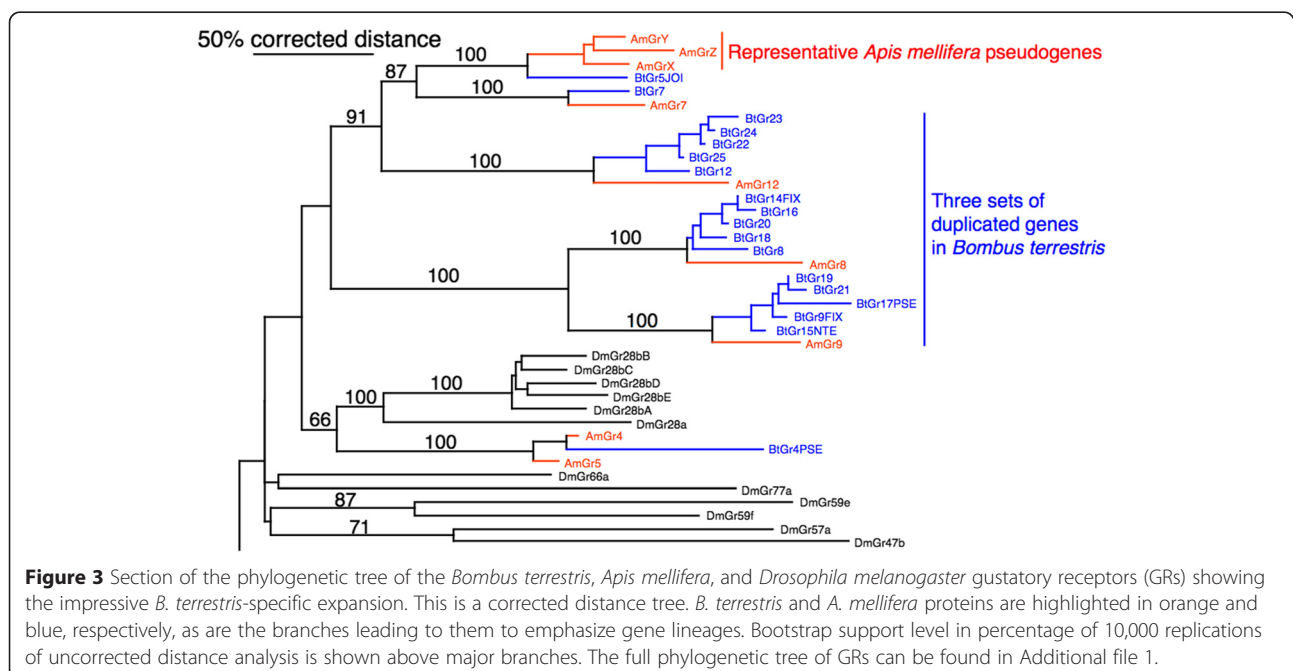 50% corrected distance
AmGrY
AmGrZ
AmGrX
Representative Apis mellifera pseudogenes
100
87
BtGr5JOI
100
BtGr7
AmGr7
91
BtGr23
BtGr24
BtGr22
BtGr25
100
BtGr12
AmGr12
Three sets of
duplicated genes
in Bombus terrestris
BtGr14FIX
BtGr16
BtGr20
BtGr18
100
BtGr8
AmGr8
100
BtGr19
BtGr21
BtGr17PSE
BtGr9FIX
100
BtGr15NTE
AmGr9
DmGr28bB
DmGr28bC
DmGr28bD
100
100
DmGr28bE
DmGr28bA
66
DmGr28a
AmGr4
100
BtGr4PSE
AmGr5
DmGr66a
DmGr77a
87
DmGr59e
DmGr59f
71
DmGr57a
DmGr47b
Figure 3 Section of the phylogenetic tree of the Bombus terrestris, Apis mellifera, and Drosophila melanogaster gustatory receptors (GRs) showing
the impressive B. terrestris-specific expansion. This is a corrected distance tree. B. terrestris and A. mellifera proteins are highlighted in orange and
blue, respectively, as are the branches leading to them to emphasize gene lineages. Bootstrap support level in percentage of 10,000 replications
of uncorrected distance analysis is shown above major branches. The full phylogenetic tree of GRs can be found in Additional file 1.